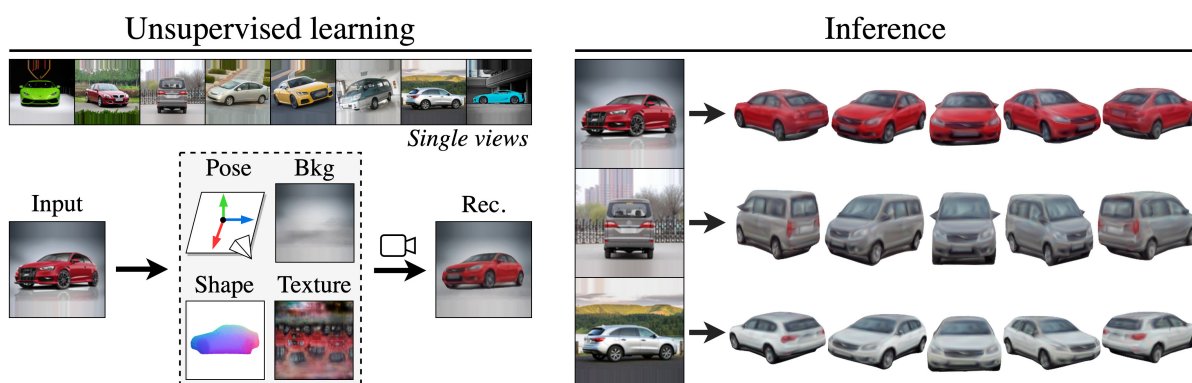 Unsupervised learning
Single views
Input
Pose
Bkg
Shape
Texture
Rec.
Inference